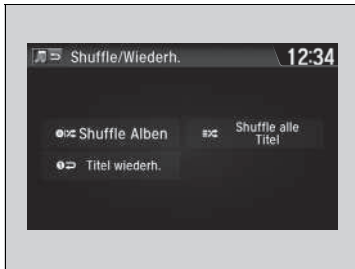 Shuffle/Wiederh.
12:34
Shuffle Alben
Shuffle alle
Titel
Titel wiederh.